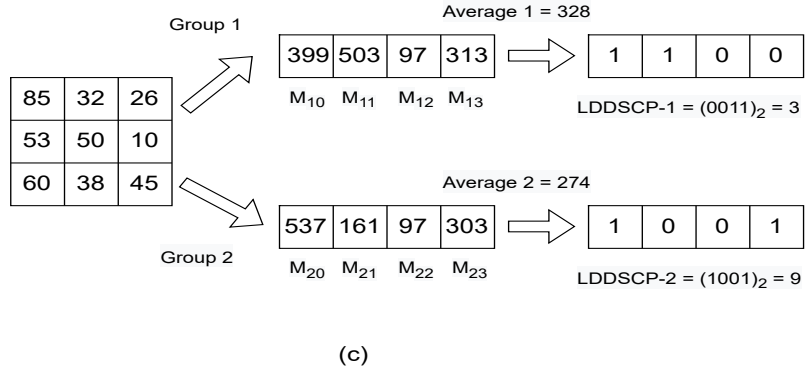 Average 1 = 328
Group 1
399 503 97 313
1 1 0 0
M10 M11 M12 M13
LDDSCP-1 = (0011)2 = 3
85 32 26
53 50 10
60 38 45
Average 2 = 274
537 161 97 303
1 0 0 1
Group 2
M20 M21 M22 M23
LDDSCP-2 = (1001)2 = 9
(c)